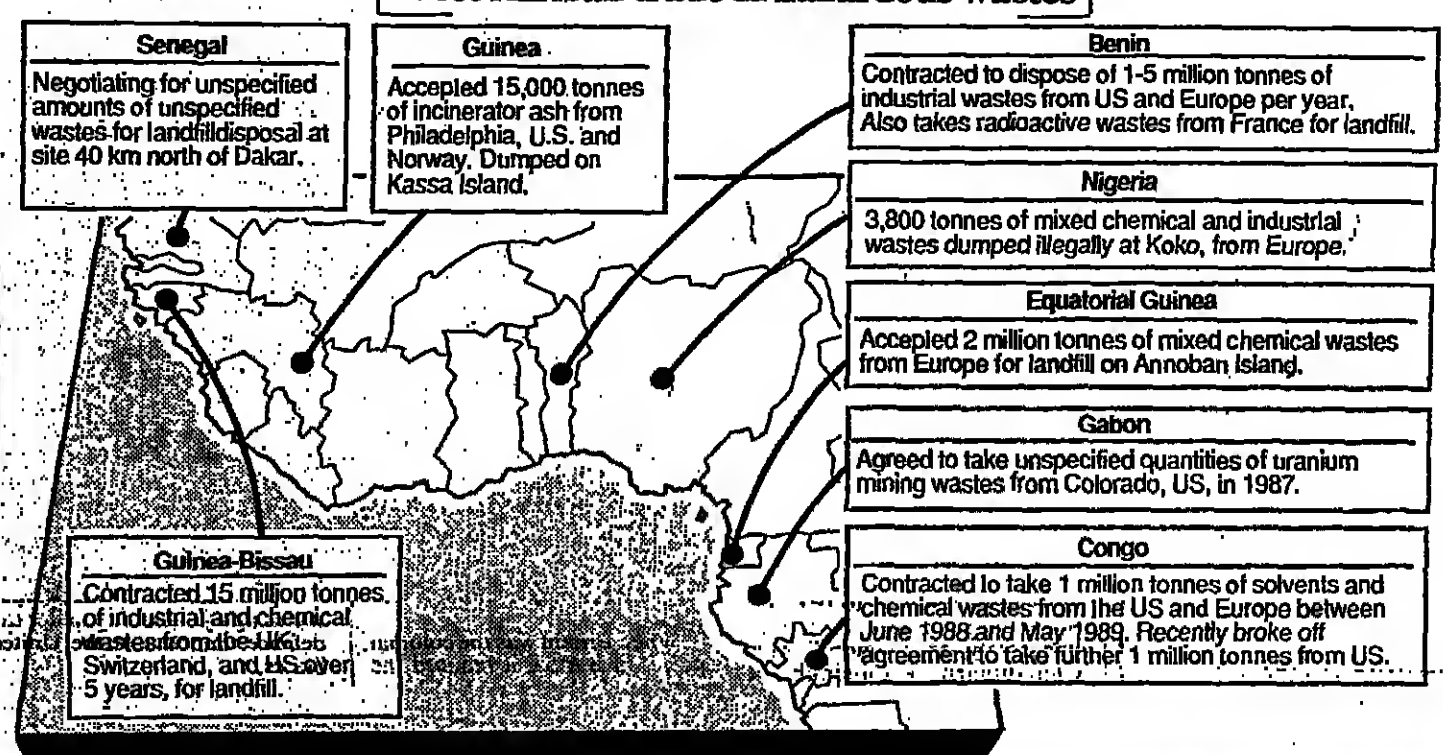 Senegal
Negotiating for unspecified
amounts of unspecified
wastes for landfilldisposal at
site 40 km north of Dakar.
Guinea
Accepted 15,000 tonnes
of incinerator ash from
Philadelphia, U.S. and
Norway. Dumped on
Kassa Island.
Benin
Contracted to dispose of 1-5 million tonnes of
industrial wastes from US and Europe per year.
Also takes radioactive wastes from France for landfill.
Nigeria
3,800 tonnes of mixed chemical and industrial
wastes dumped illegally at Koko, from Europe.
Equatorial Guinea
Accepted 2 million tonnes of mixed chemical wastes
from Europe for landfill on Annoban Island.
Gabon
Agreed to take unspecified quantities of uranium
mining wastes from Colorado, US, in 1987.
Congo
Contracted to take 1 million tonnes of solvents and
chemical wastes from the US and Europe between
June 1988 and May 1989. Recently broke off
agreement to take further 1 million tonnes from US.
Guinea-Bissau
Contracted 15 million tonnes
of industrial and chemical
wastes from the UK
Switzerland, and US over
5 years, for landfill.